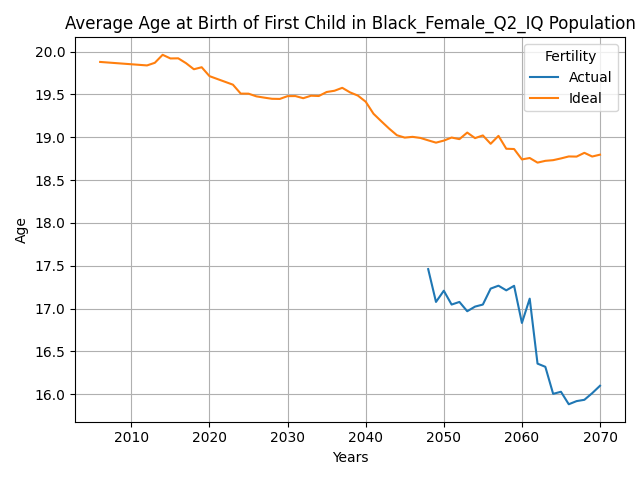 Average Age at Birth of First Child in Black_Female_Q2_IQ Population
Fertility
Actual
Ideal
Age
20.0
19.5
19.0
18.5
18.0
17.5
17.0
16.5
16.0
2010 2020 2030 2040 2050 2060 2070
Years